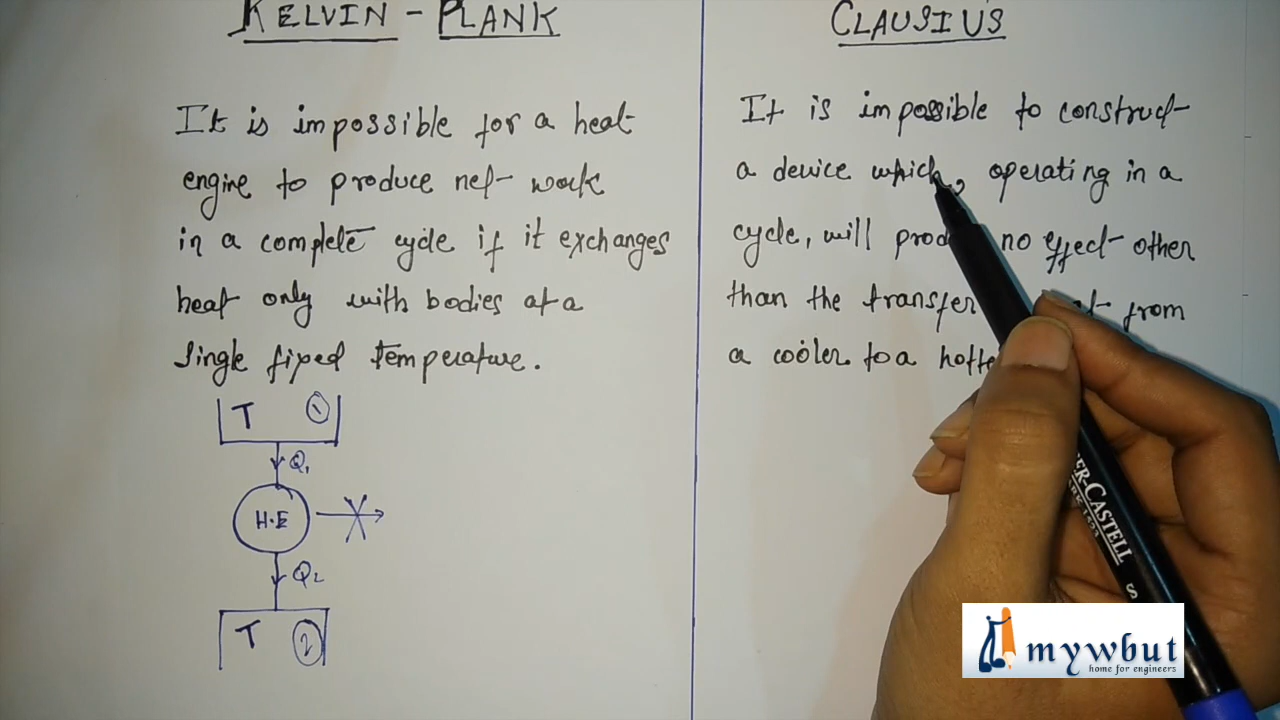 KELVIN - PLANK
It is impossible for a heat
engine to produce net work
in a complete cycle if it exchanges
heat only with bodies at a
single fixed temperature.
T 1
Q1
H.E
Q2
T 2
CLAUSIUS
It is impossible to construct
a device which, operating in a
cycle, will prod no effect other
than the transfer from
a cooler to a hotte
ER-CASTELL
S
mywbut
home for engineers